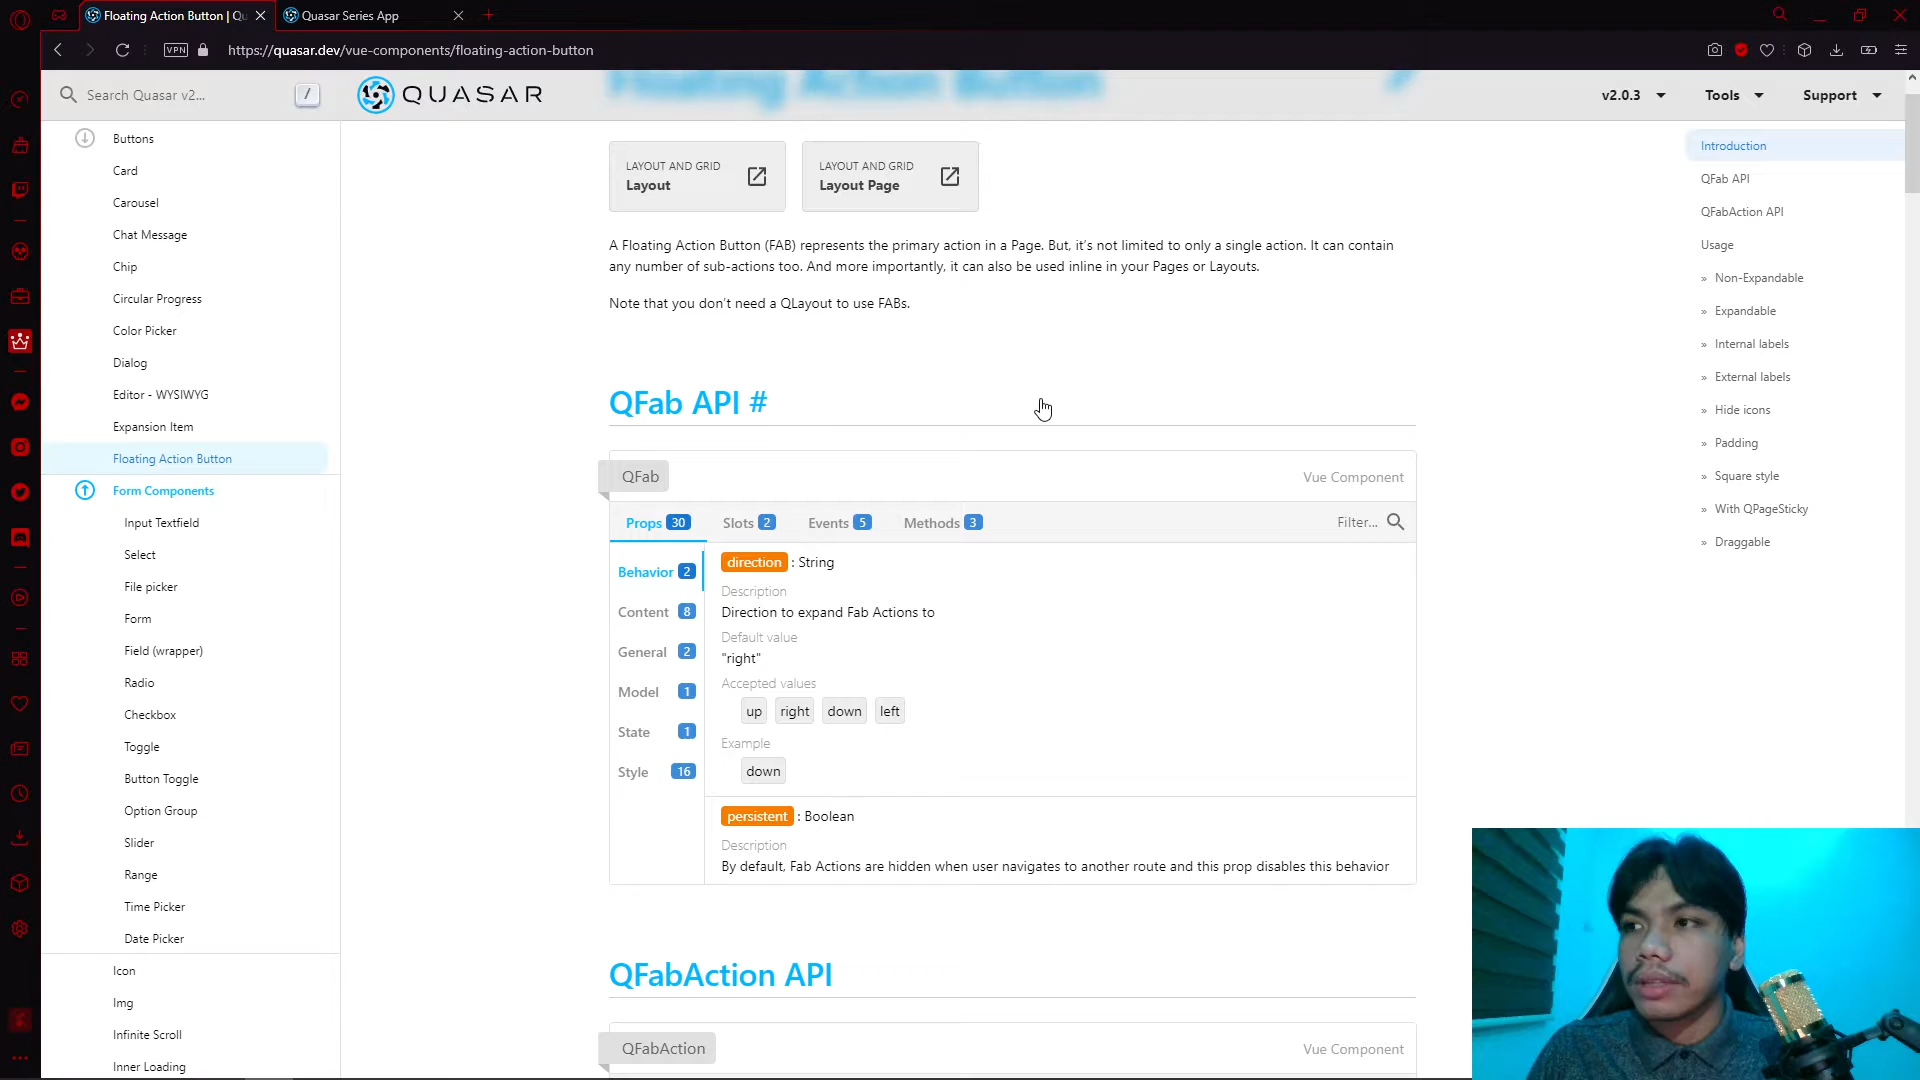 Floating Action Button | Qu
Quasar Series App
VPN
https://quasar.dev/vue-components/floating-action-button
Search Quasar v2...
/
QUASAR
Floating Action Button
v2.0.3
Tools
Support
Buttons
Card
Carousel
Chat Message
Chip
Circular Progress
Color Picker
Dialog
Editor - WYSIWYG
Expansion Item
Floating Action Button
Form Components
Input Textfield
Select
File picker
Form
Field (wrapper)
Radio
Checkbox
Toggle
Button Toggle
Option Group
Slider
Range
Time Picker
Date Picker
Icon
Img
Infinite Scroll
Inner Loading
LAYOUT AND GRID
Layout
LAYOUT AND GRID
Layout Page
A Floating Action Button (FAB) represents the primary action in a Page. But, it's not limited to only a single action. It can contain
any number of sub-actions too. And more importantly, it can also be used inline in your Pages or Layouts.
Note that you don't need a QLayout to use FABs.
QFab API #
QFab
Vue Component
Props 30
Slots 2
Events 5
Methods 3
Filter...
Behavior 2
Content 8
General 2
Model 1
State 1
Style 16
direction : String
Description
Direction to expand Fab Actions to
Default value
"right"
Accepted values
up right down left
Example
down
persistent : Boolean
Description
By default, Fab Actions are hidden when user navigates to another route and this prop disables this behavior
QFabAction API
QFabAction
Vue Component
Introduction
QFab API
QFabAction API
Usage
» Non-Expandable
» Expandable
» Internal labels
» External labels
» Hide icons
» Padding
» Square style
» With QPageSticky
» Draggable